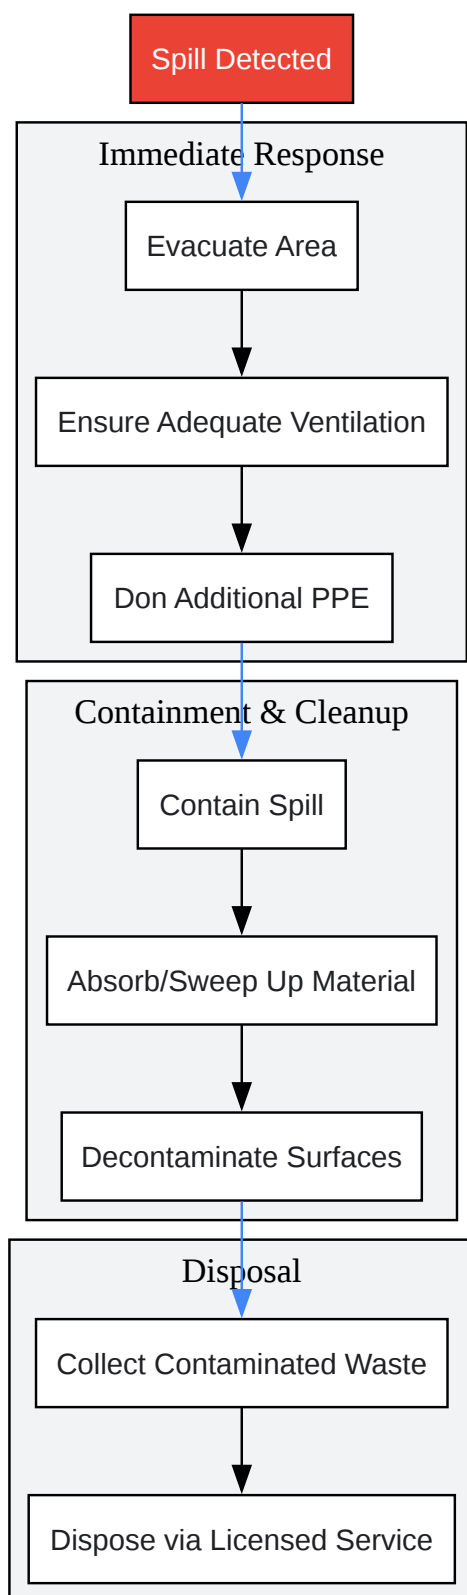 Spill Detected
Immediate Response
Evacuate Area
Ensure Adequate Ventilation
Don Additional PPE
Containment & Cleanup
Contain Spill
Absorb/Sweep Up Material
Decontaminate Surfaces
Disposal
Collect Contaminated Waste
Dispose via Licensed Service